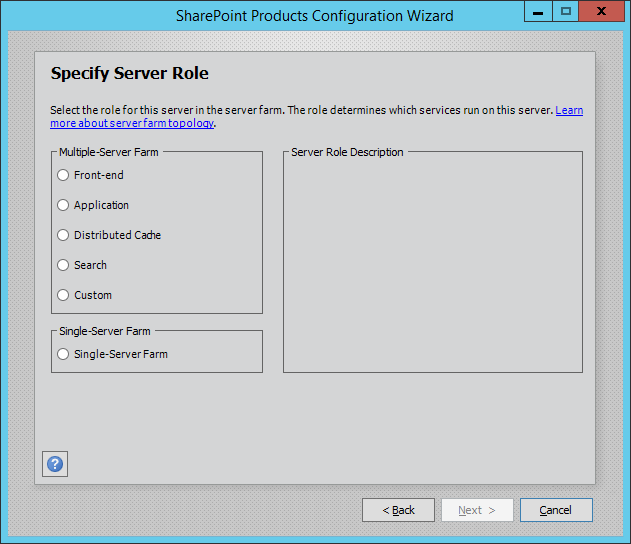 SharePoint Products Configuration Wizard
Specify Server Role
Select the role for this server in the server farm. The role determines which services run on this server. Learn
more about server farm topology.
Multiple-Server Farm
Front-end
Application
Distributed Cache
Search
Custom
Single-Server Farm
Single-Server Farm
Server Role Description
?
< Back
Next >
Cancel